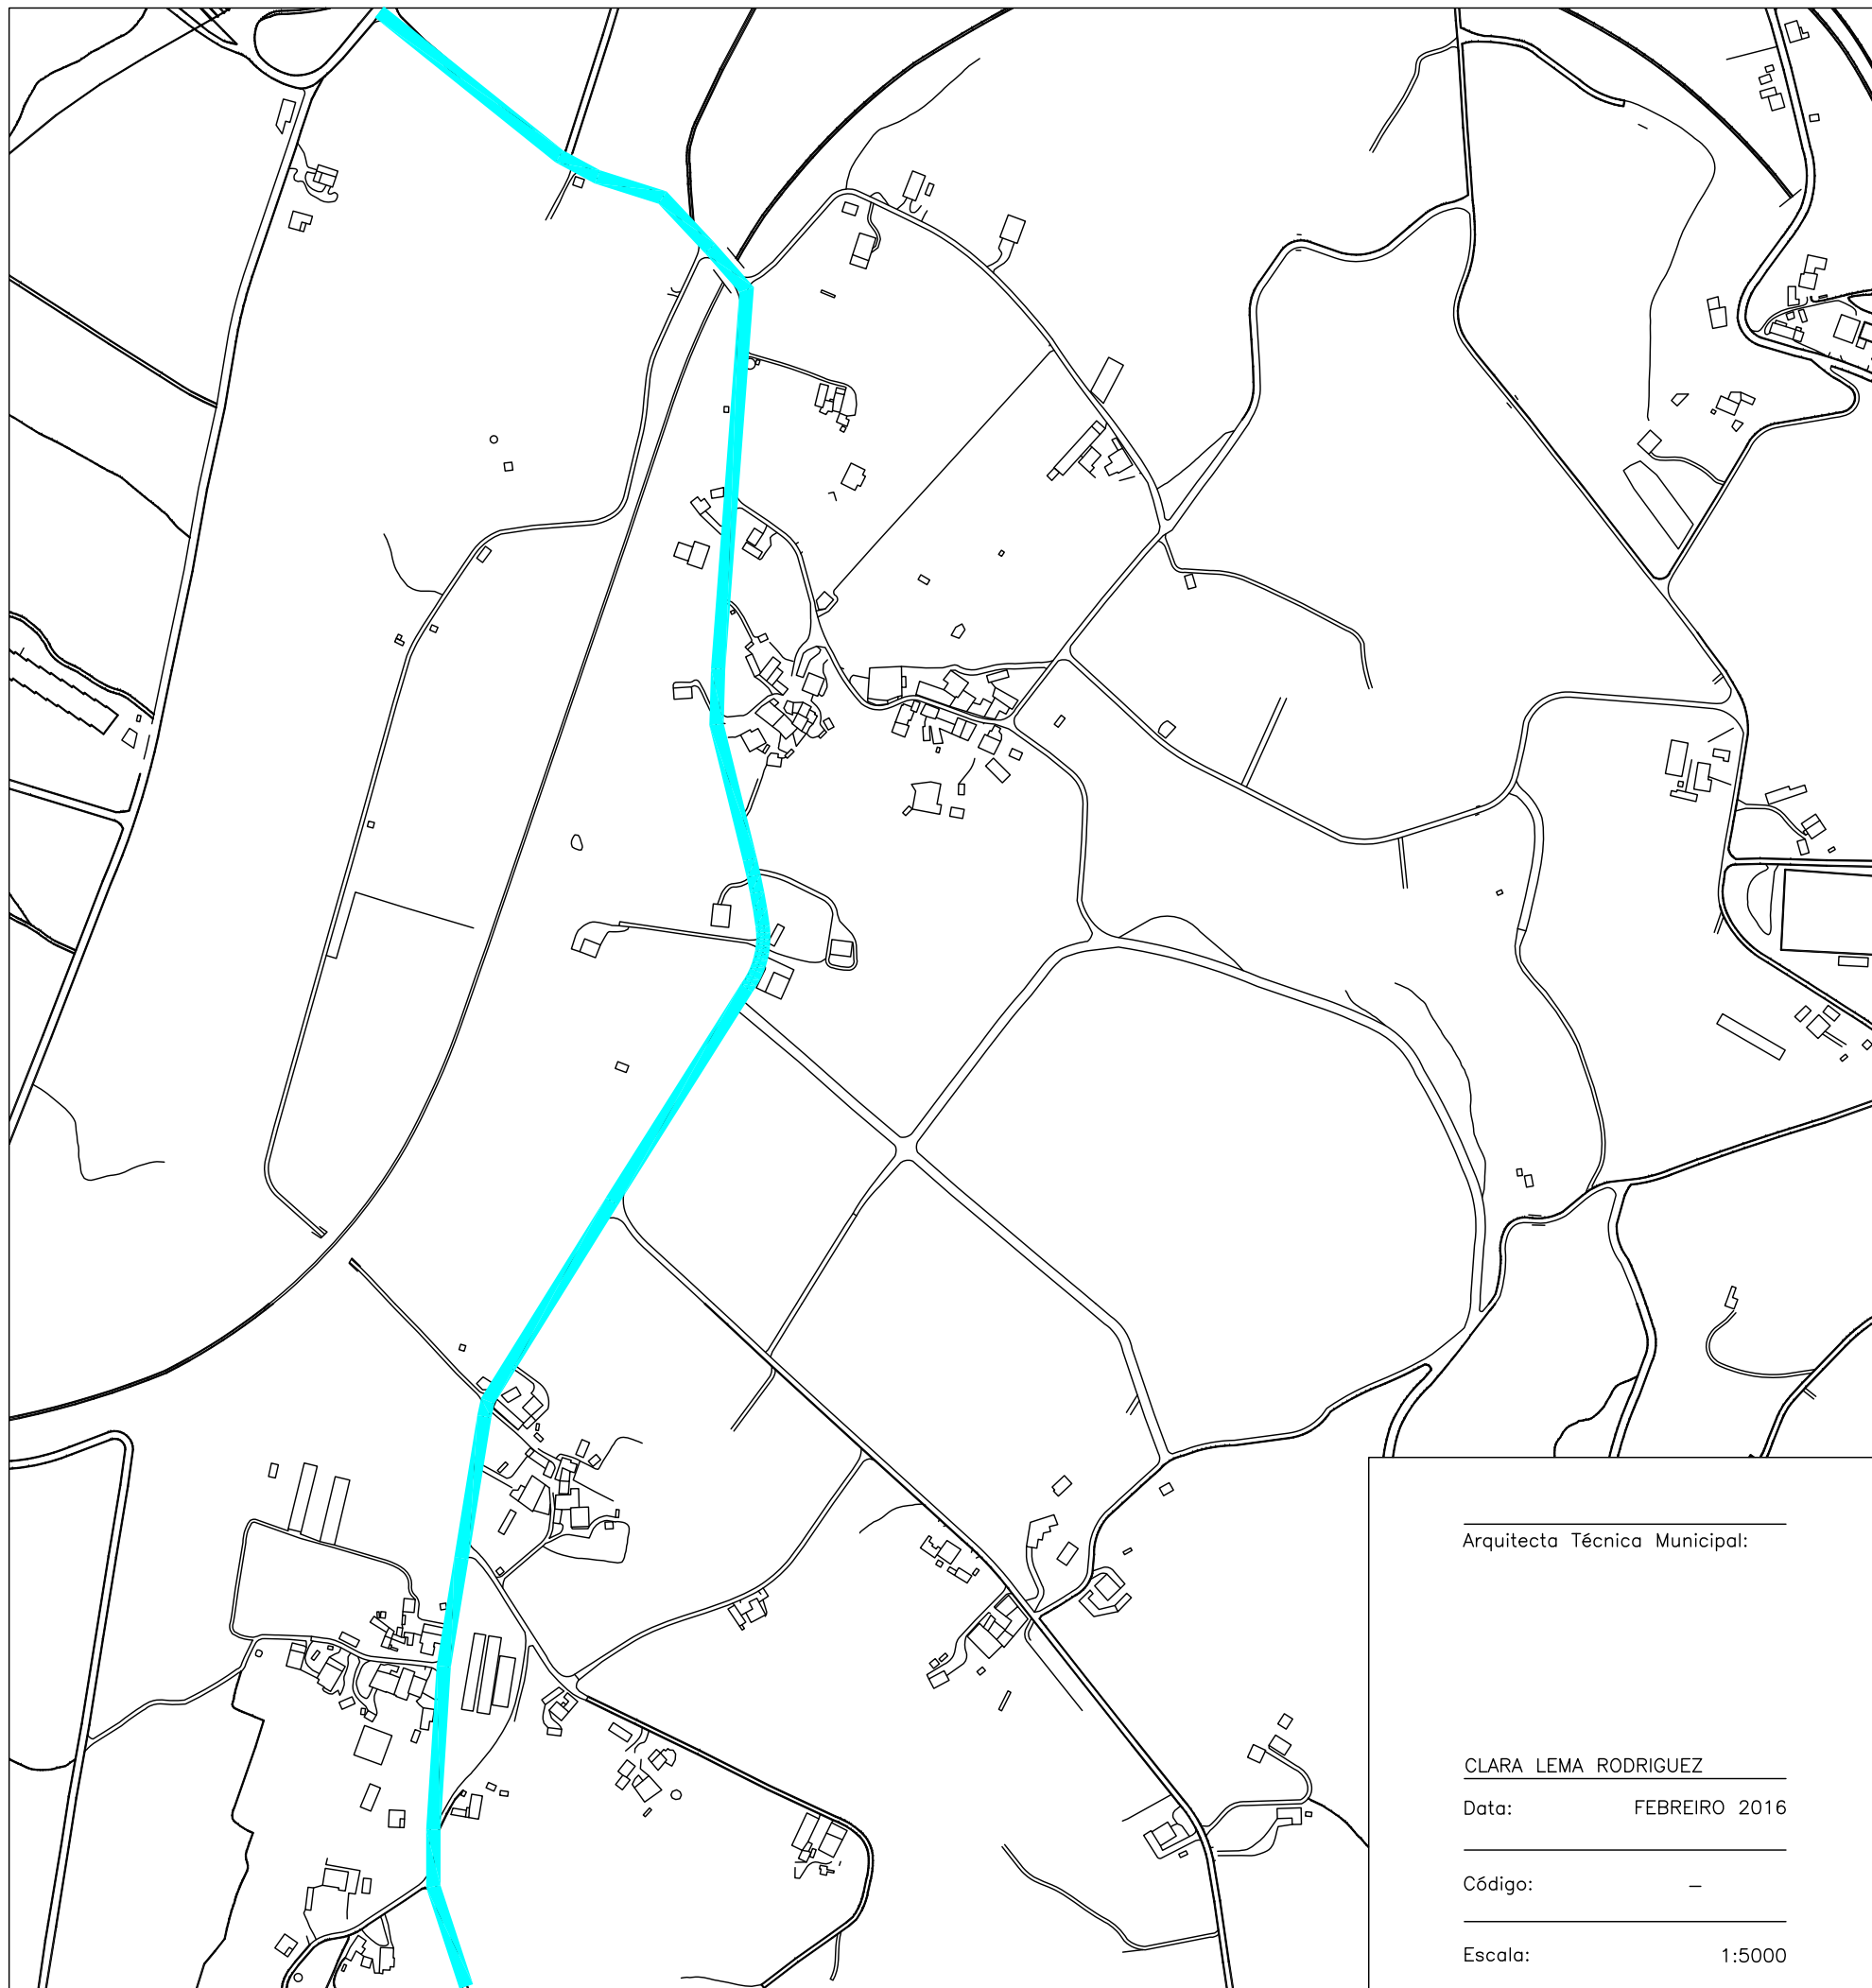 Arquitecta Técnica Municipal:
CLARA LEMA RODRIGUEZ
Data: FEBREIRO 2016
Código: –
Escala: 1:5000